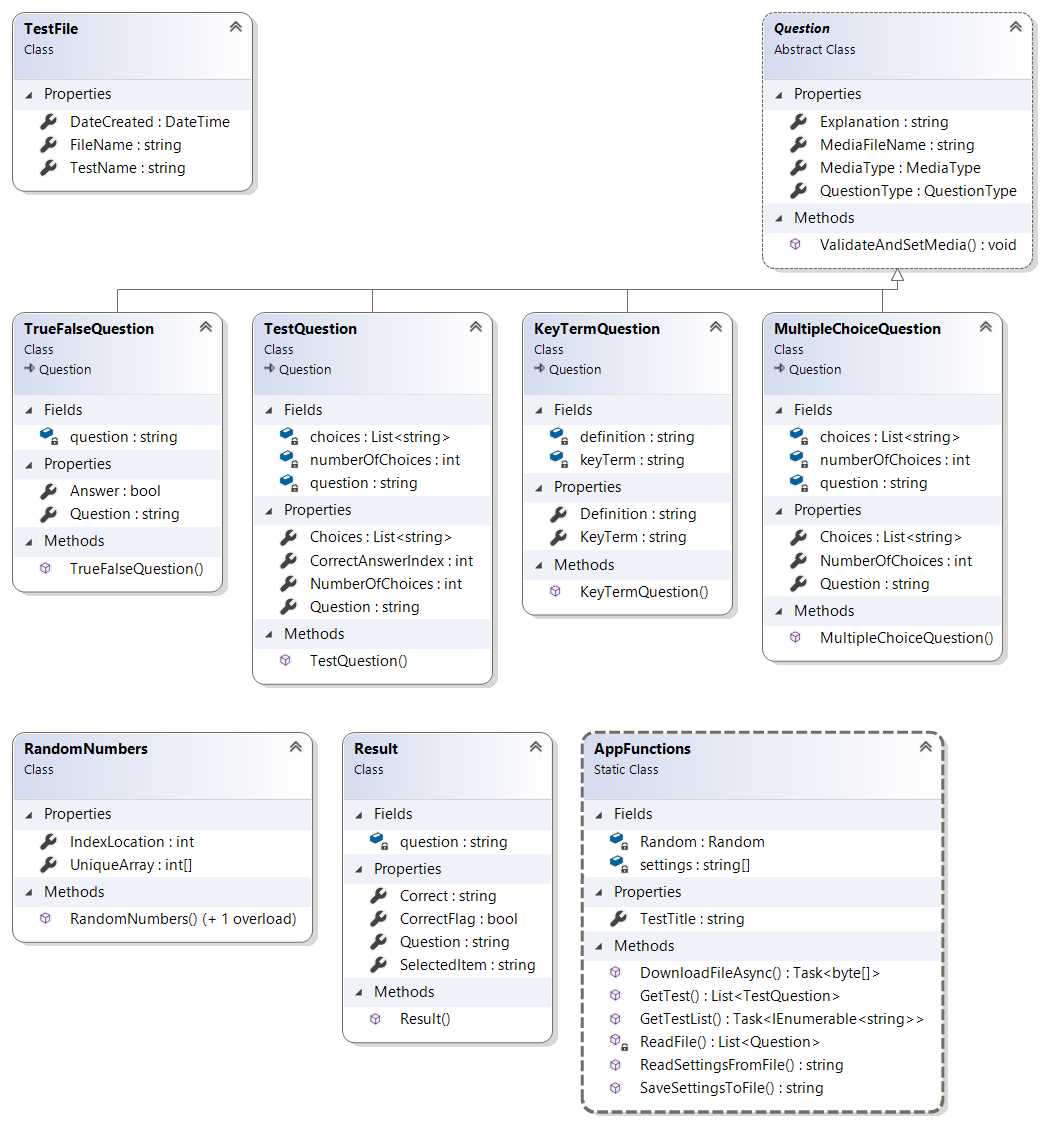 TestFile
Class
Properties
DateCreated : DateTime
FileName : string
TestName : string
Question
Abstract Class
Properties
Explanation : string
MediaFileName : string
MediaType : MediaType
QuestionType : QuestionType
Methods
ValidateAndSetMedia() : void
TrueFalseQuestion
Class
Question
Fields
question : string
Properties
Answer : bool
Question : string
Methods
TrueFalseQuestion()
TestQuestion
Class
Question
Fields
choices : List<string>
numberOfChoices : int
question : string
Properties
Choices : List<string>
CorrectAnswerIndex : int
NumberOfChoices : int
Question : string
Methods
TestQuestion()
KeyTermQuestion
Class
Question
Fields
definition : string
keyTerm : string
Properties
Definition : string
KeyTerm : string
Methods
KeyTermQuestion()
MultipleChoiceQuestion
Class
Question
Fields
choices : List<string>
numberOfChoices : int
question : string
Properties
Choices : List<string>
NumberOfChoices : int
Question : string
Methods
MultipleChoiceQuestion()
RandomNumbers
Class
Properties
IndexLocation : int
UniqueArray : int[]
Methods
RandomNumbers() (+ 1 overload)
Result
Class
Fields
question : string
Properties
Correct : string
CorrectFlag : bool
Question : string
SelectedItem : string
Methods
Result()
AppFunctions
Static Class
Fields
Random : Random
settings : string[]
Properties
TestTitle : string
Methods
DownloadFileAsync() : Task<byte[]>
GetTest() : List<TestQuestion>
GetTestList() : Task<IEnumerable<string>>
ReadFile() : List<Question>
ReadSettingsFromFile() : string
SaveSettingsToFile() : string